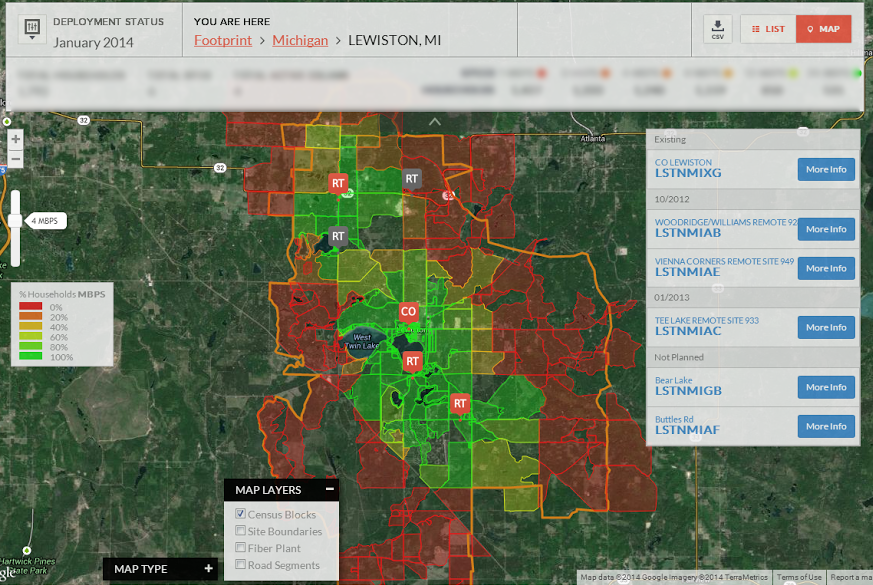 DEPLOYMENT STATUS
January 2014
YOU ARE HERE
Footprint > Michigan > LEWISTON, MI
CSV
LIST
MAP
32
Atlanta
32
+
−
4 MBPS
% Households MBPS
0%
20%
40%
60%
80%
100%
RT
RT
RT
CO
RT
RT
West
Twin Lake
Existing
CO LEWISTON
LSTNMIXG
More Info
10/2012
WOODRIDGE/WILLIAMS REMOTE 92
LSTNMIAB
More Info
VIENNA CORNERS REMOTE SITE 949
LSTNMIAE
More Info
01/2013
TEE LAKE REMOTE SITE 933
LSTNMIAC
More Info
Not Planned
Bear Lake
LSTNMIGB
More Info
Buttles Rd
LSTNMIAF
More Info
MAP LAYERS −
Census Blocks
Site Boundaries
Fiber Plant
Road Segments
Hartwick Pines
State Park
MAP TYPE +
Map data ©2014 Google Imagery ©2014 TerraMetrics
Terms of Use
Report a ma